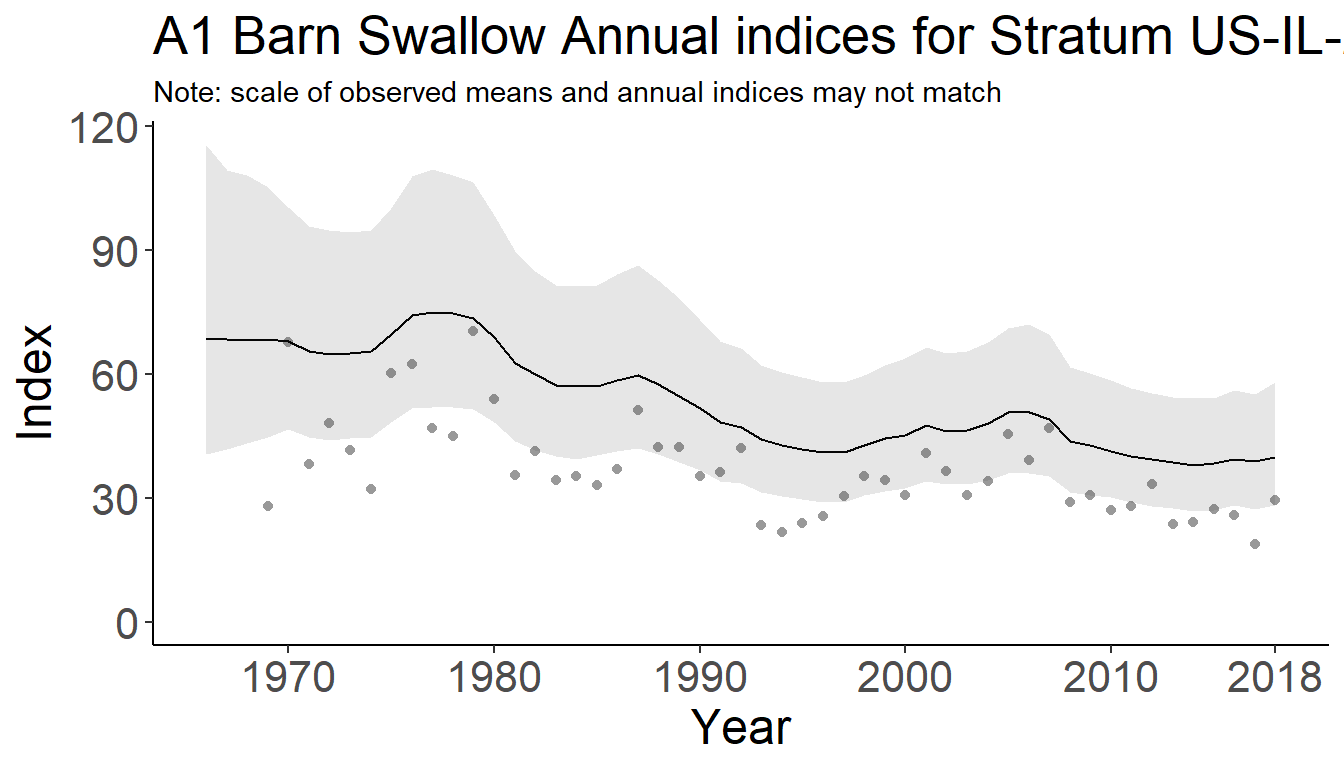 A1 Barn Swallow Annual indices for Stratum US-IL-
Note: scale of observed means and annual indices may not match
120
90
60
30
0
Index
1970 1980 1990 2000 2010 2018
Year